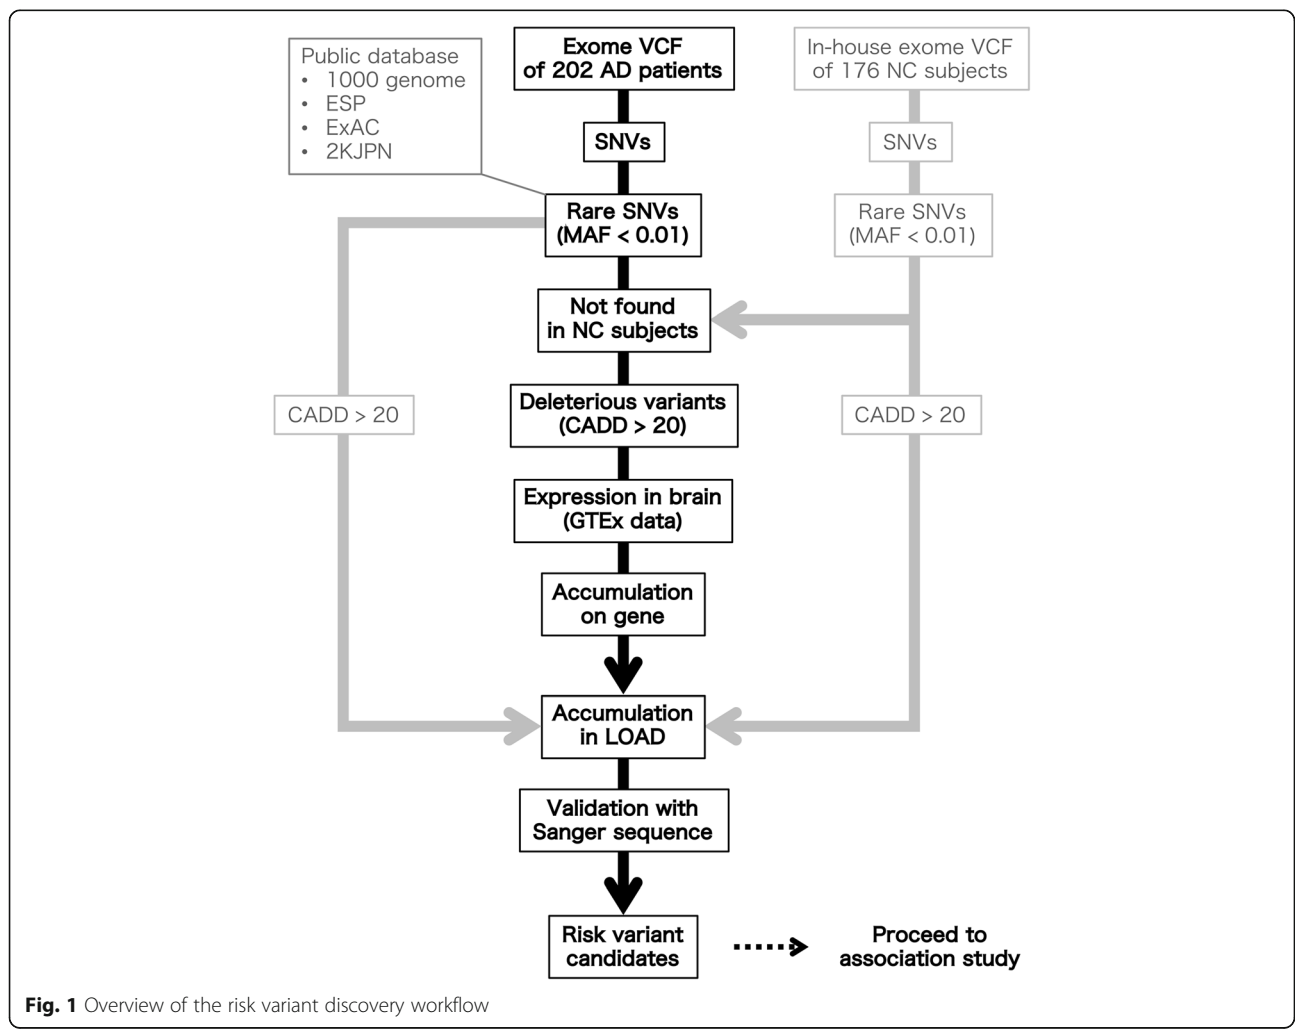 Public database
• 1000 genome
• ESP
• ExAC
• 2KJPN
Exome VCF
of 202 AD patients
In-house exome VCF
of 176 NC subjects
SNVs
SNVs
Rare SNVs
(MAF < 0.01)
Rare SNVs
(MAF < 0.01)
Not found
in NC subjects
CADD > 20
Deleterious variants
(CADD > 20)
CADD > 20
Expression in brain
(GTEx data)
Accumulation
on gene
Accumulation
in LOAD
Validation with
Sanger sequence
Risk variant
candidates
Proceed to
association study
Fig. 1 Overview of the risk variant discovery workflow